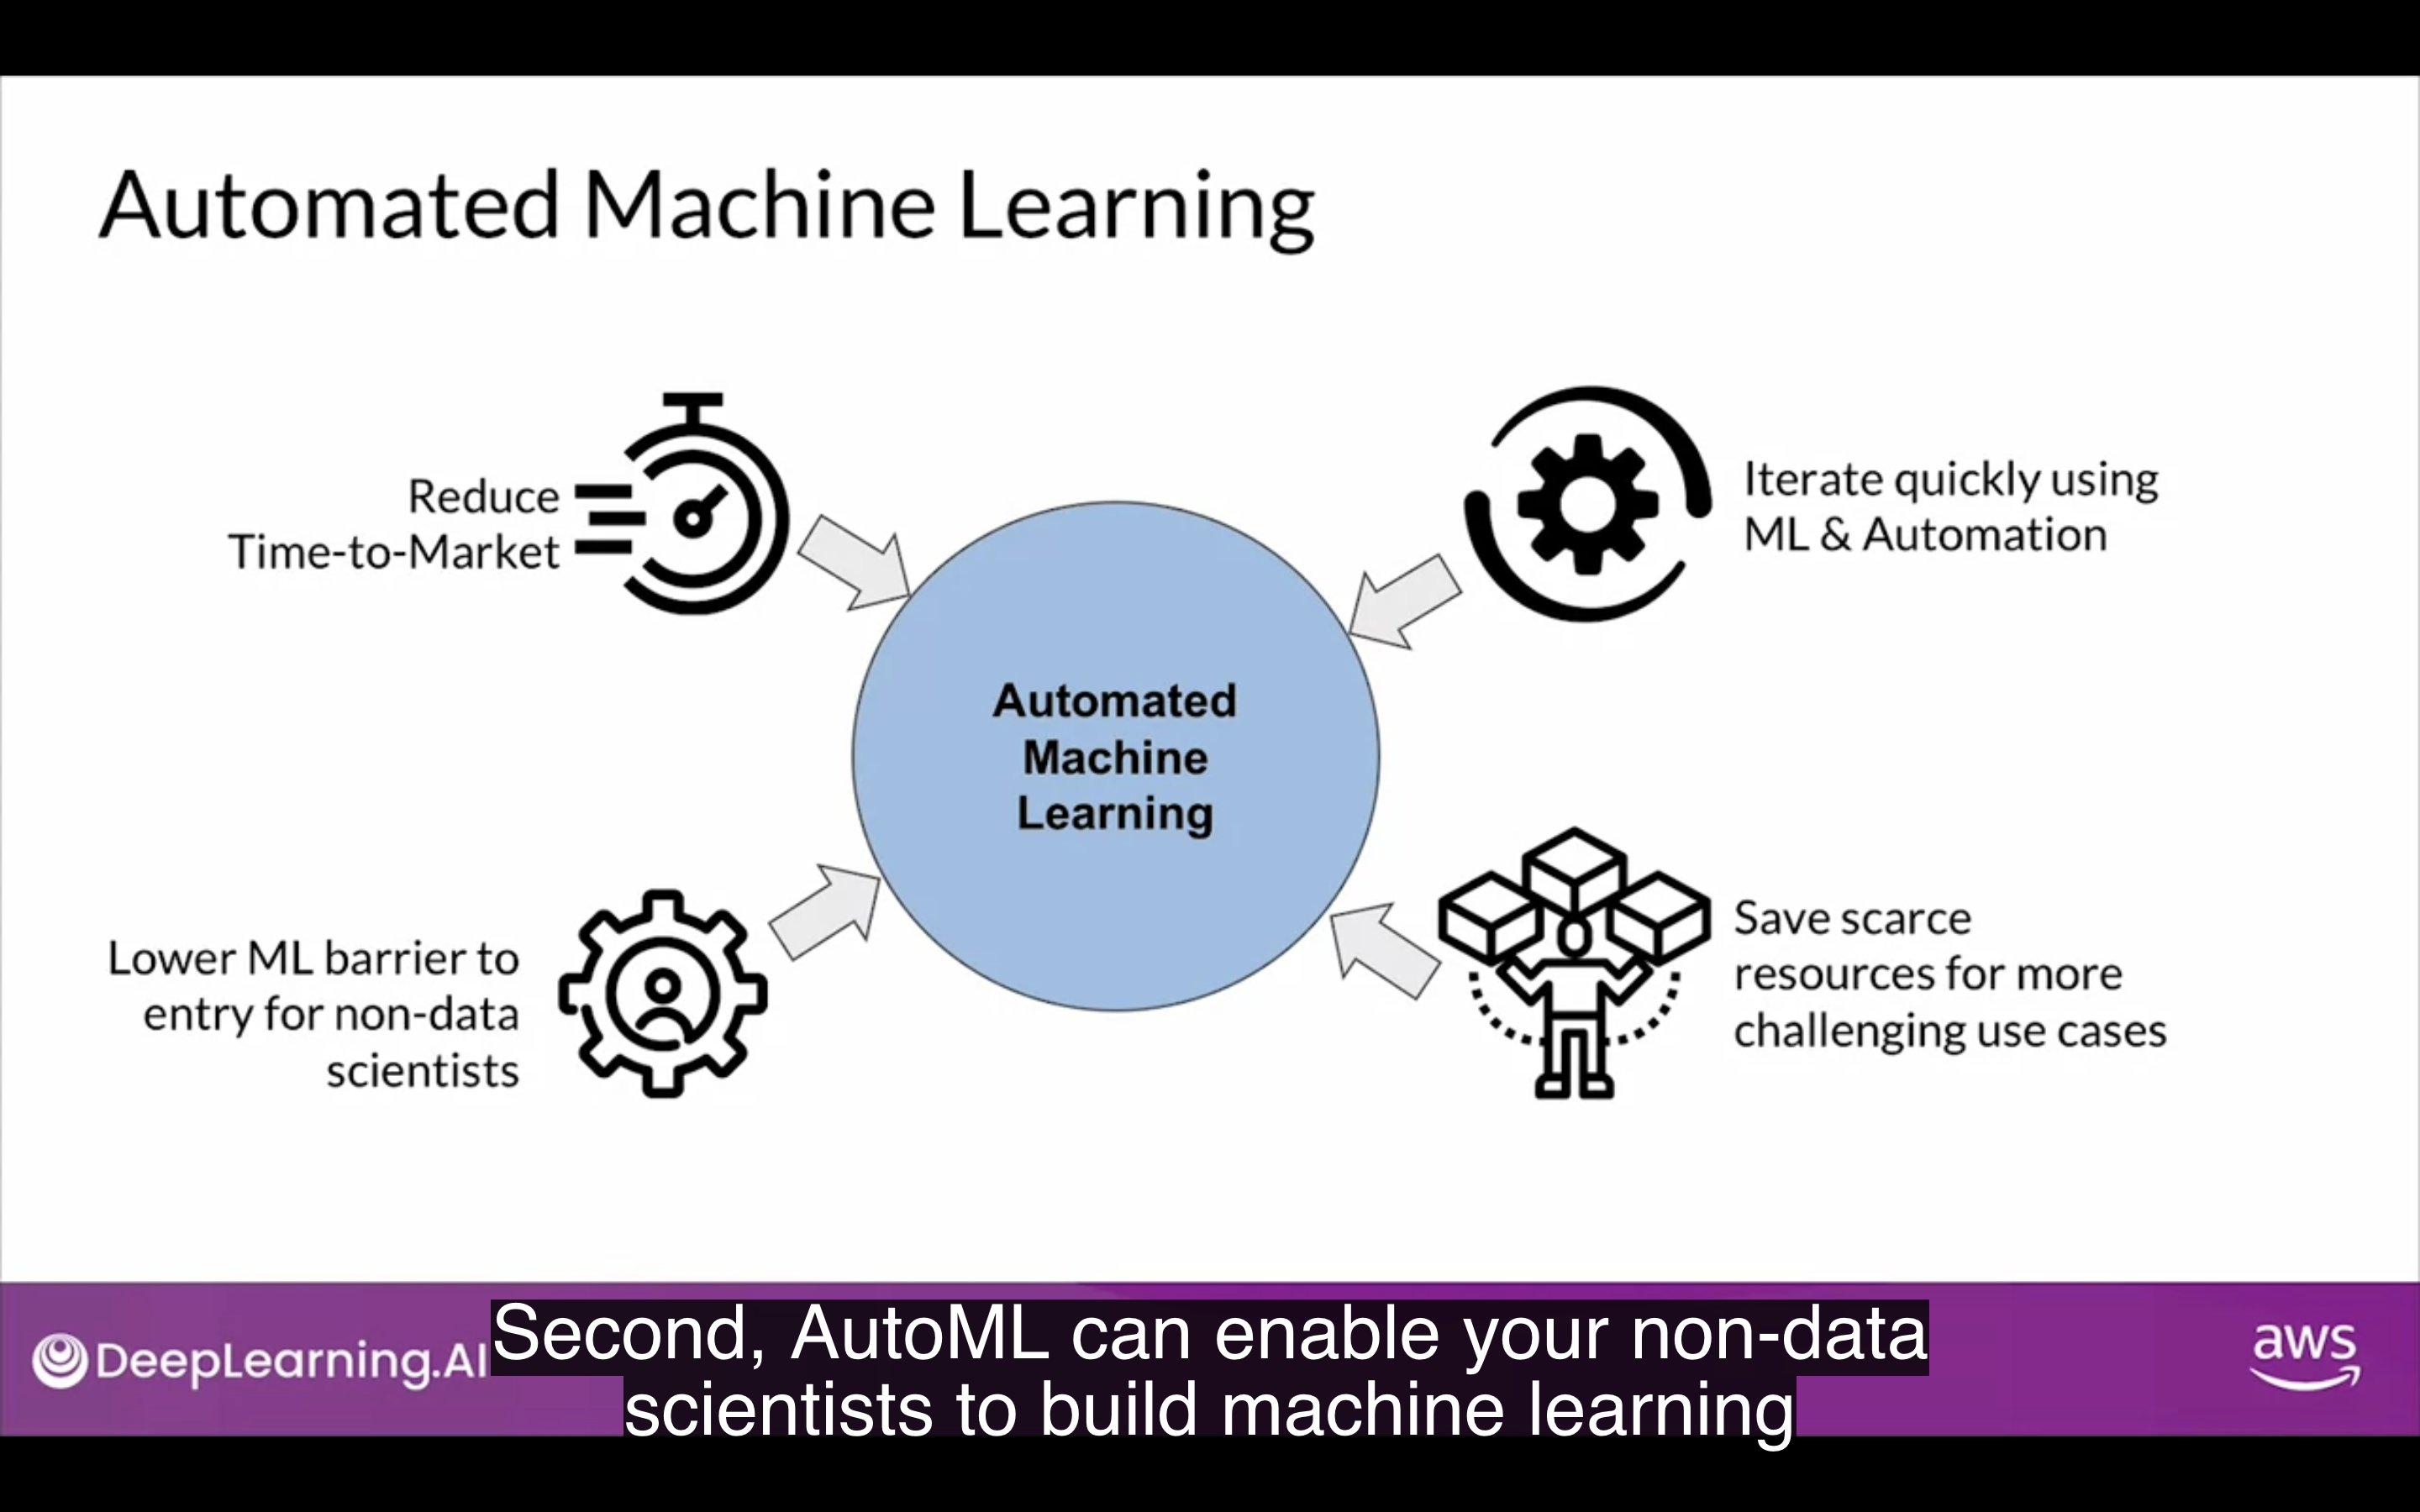 Automated Machine Learning
Reduce
Time-to-Market
Iterate quickly using
ML & Automation
Automated
Machine
Learning
Lower ML barrier to
entry for non-data
scientists
Save scarce
resources for more
challenging use cases
DeepLearning.AI
Second, AutoML can enable your non-data
scientists to build machine learning
aws